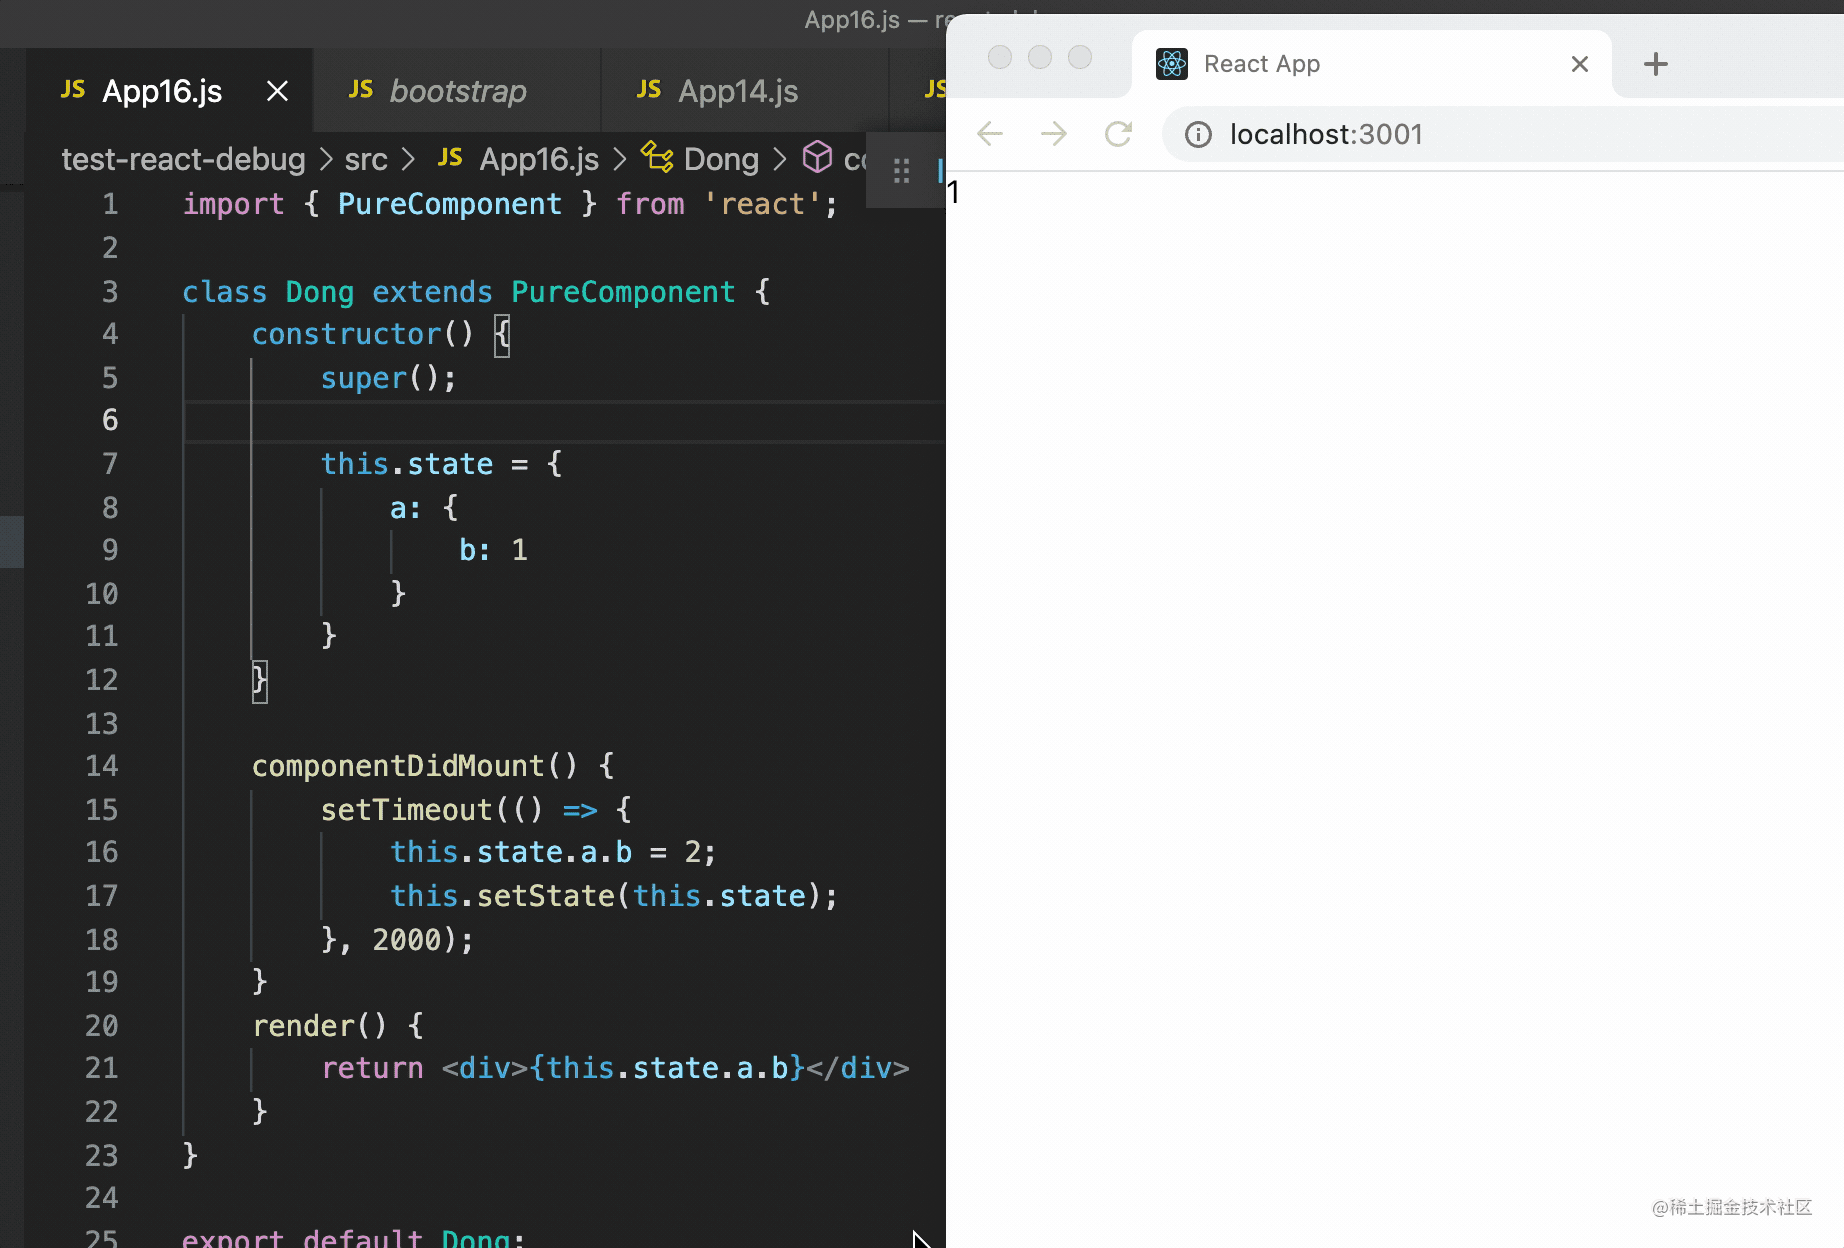 App16.js —
JS App16.js
JS bootstrap
JS App14.js
JS
test-react-debug > src > JS App16.js > Dong >
1 import { PureComponent } from 'react';
2
3 class Dong extends PureComponent {
4 constructor() {
5 super();
6
7 this.state = {
8 a: {
9 b: 1
10 }
11 }
12 }
13
14 componentDidMount() {
15 setTimeout(() => {
16 this.state.a.b = 2;
17 this.setState(this.state);
18 }, 2000);
19 }
20 render() {
21 return <div>{this.state.a.b}</div>
22 }
23 }
24
25 export default Dong;
React App
localhost:3001
1
@稀土掘金技术社区